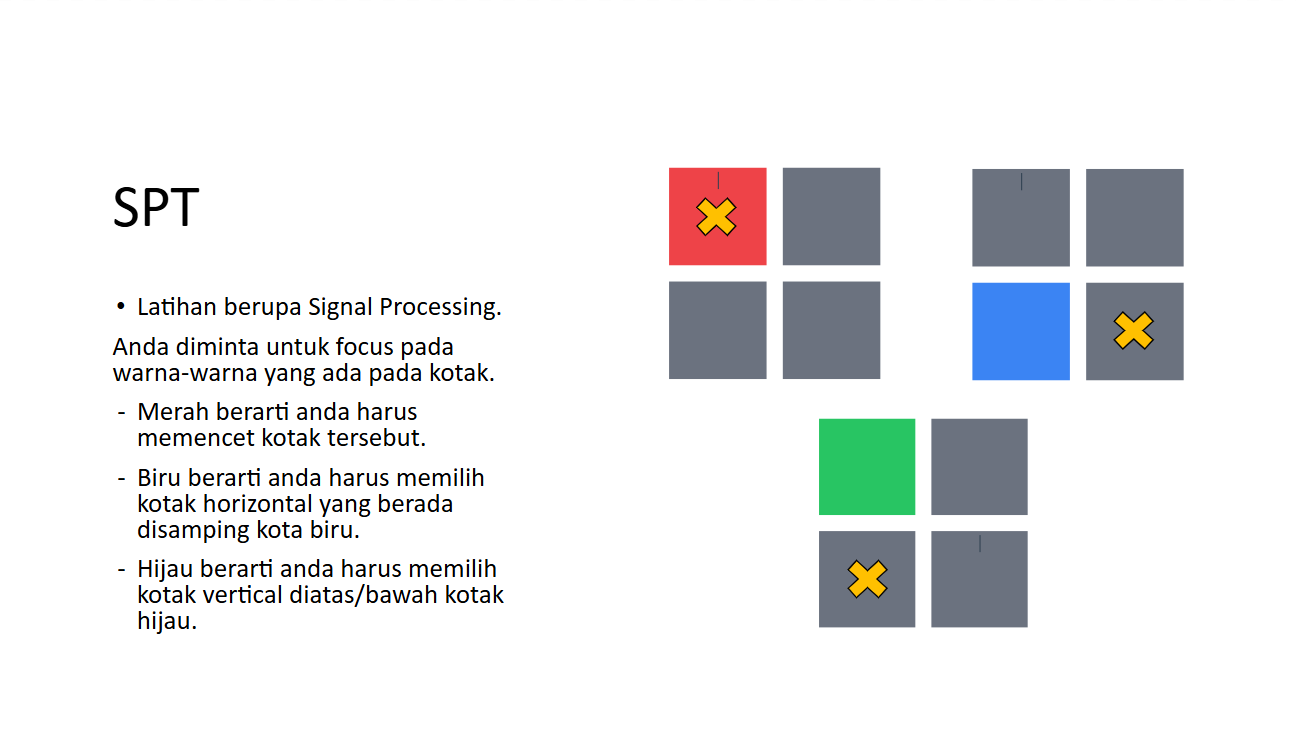 SPT
• Latihan berupa Signal Processing.
Anda diminta untuk focus pada
warna-warna yang ada pada kotak.
- Merah berarti anda harus
memencet kotak tersebut.
- Biru berarti anda harus memilih
kotak horizontal yang berada
disamping kota biru.
- Hijau berarti anda harus memilih
kotak vertical diatas/bawah kotak
hijau.